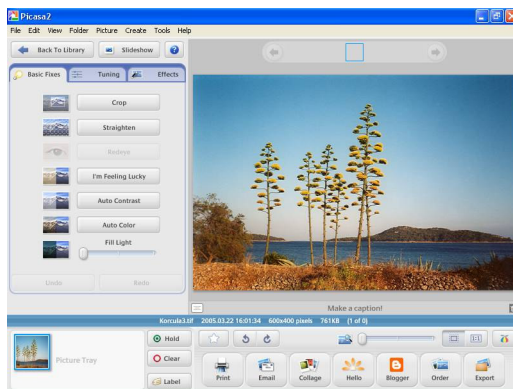 Picasa2
File Edit View Folder Picture Create Tools Help
Back To Library
Slideshow
Basic Fixes
Tuning
Effects
Crop
Straighten
Redeye
I'm Feeling Lucky
Auto Contrast
Auto Color
Fill Light
Undo
Redo
Make a caption!
Korcula3.tif 2005.03.22 16:01:34 600x400 pixels 761KB (1 of 0)
Picture Tray
Hold
Clear
Label
1:1
Print
Email
Collage
Hello
Blogger
Order
Export